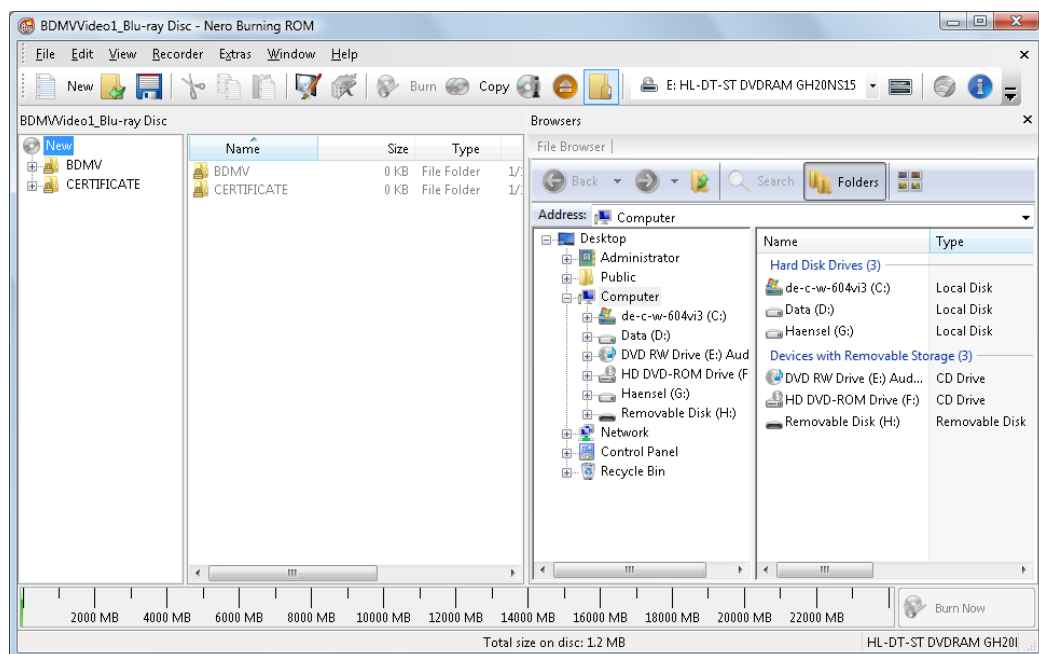 BDMVVideo1_Blu-ray Disc - Nero Burning ROM
File Edit View Recorder Extras Window Help
New Burn Copy E: HL-DT-ST DVDRAM GH20NS15
BDMVVideo1_Blu-ray Disc
Browsers
New
BDMV
CERTIFICATE
Name Size Type
BDMV 0 KB File Folder 1/
CERTIFICATE 0 KB File Folder 1/
File Browser
Back Search Folders
Address: Computer
Desktop
Administrator
Public
Computer
de-c-w-604vi3 (C:)
Data (D:)
DVD RW Drive (E:) Aud
HD DVD-ROM Drive (F
Haensel (G:)
Removable Disk (H:)
Network
Control Panel
Recycle Bin
Name Type
Hard Disk Drives (3)
de-c-w-604vi3 (C:) Local Disk
Data (D:) Local Disk
Haensel (G:) Local Disk
Devices with Removable Storage (3)
DVD RW Drive (E:) Aud... CD Drive
HD DVD-ROM Drive (F:) CD Drive
Removable Disk (H:) Removable Disk
2000 MB 4000 MB 6000 MB 8000 MB 10000 MB 12000 MB 14000 MB 16000 MB 18000 MB 20000 MB 22000 MB
Burn Now
Total size on disc: 1.2 MB
HL-DT-ST DVDRAM GH20